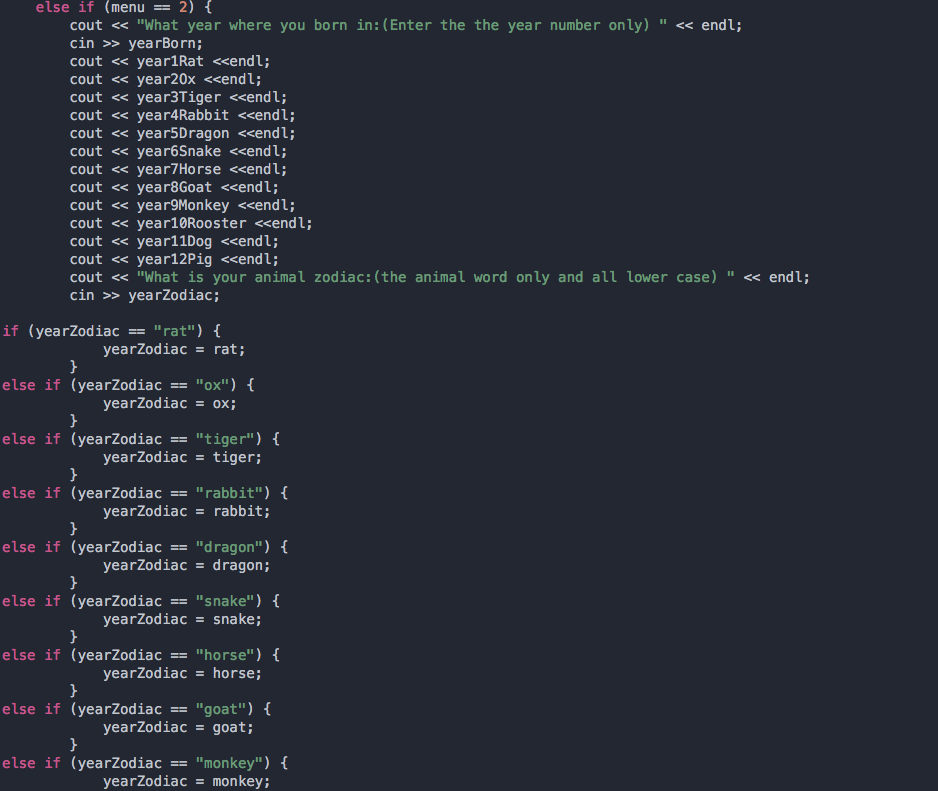 else if (menu == 2) {
cout << "What year where you born in:(Enter the the year number only) " << endl;
cin >> yearBorn;
cout << year1Rat <<endl;
cout << year2Ox <<endl;
cout << year3Tiger <<endl;
cout << year4Rabbit <<endl;
cout << year5Dragon <<endl;
cout << year6Snake <<endl;
cout << year7Horse <<endl;
cout << year8Goat <<endl;
cout << year9Monkey <<endl;
cout << year10Rooster <<endl;
cout << year11Dog <<endl;
cout << year12Pig <<endl;
cout << "What is your animal zodiac:(the animal word only and all lower case) " << endl;
cin >> yearZodiac;
if (yearZodiac == "rat") {
yearZodiac = rat;
}
else if (yearZodiac == "ox") {
yearZodiac = ox;
}
else if (yearZodiac == "tiger") {
yearZodiac = tiger;
}
else if (yearZodiac == "rabbit") {
yearZodiac = rabbit;
}
else if (yearZodiac == "dragon") {
yearZodiac = dragon;
}
else if (yearZodiac == "snake") {
yearZodiac = snake;
}
else if (yearZodiac == "horse") {
yearZodiac = horse;
}
else if (yearZodiac == "goat") {
yearZodiac = goat;
}
else if (yearZodiac == "monkey") {
yearZodiac = monkey;